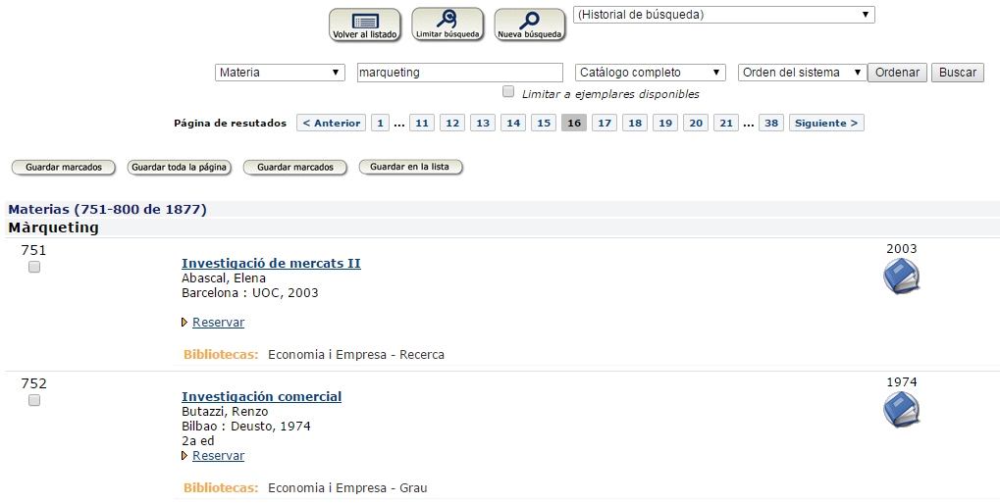 Volver al listado
Limitar búsqueda
Nueva búsqueda
(Historial de búsqueda)
Materia
marqueting
Catálogo completo
Orden del sistema
Ordenar
Buscar
Limitar a ejemplares disponibles
Página de resutados < Anterior 1 ... 11 12 13 14 15 16 17 18 19 20 21 ... 38 Siguiente >
Guardar marcados
Guardar toda la página
Guardar marcados
Guardar en la lista
Materias (751-800 de 1877)
Màrqueting
751
2003
Investigació de mercats II
Abascal, Elena
Barcelona : UOC, 2003
Reservar
Bibliotecas: Economia i Empresa - Recerca
752
1974
Investigación comercial
Butazzi, Renzo
Bilbao : Deusto, 1974
2a ed
Reservar
Bibliotecas: Economia i Empresa - Grau